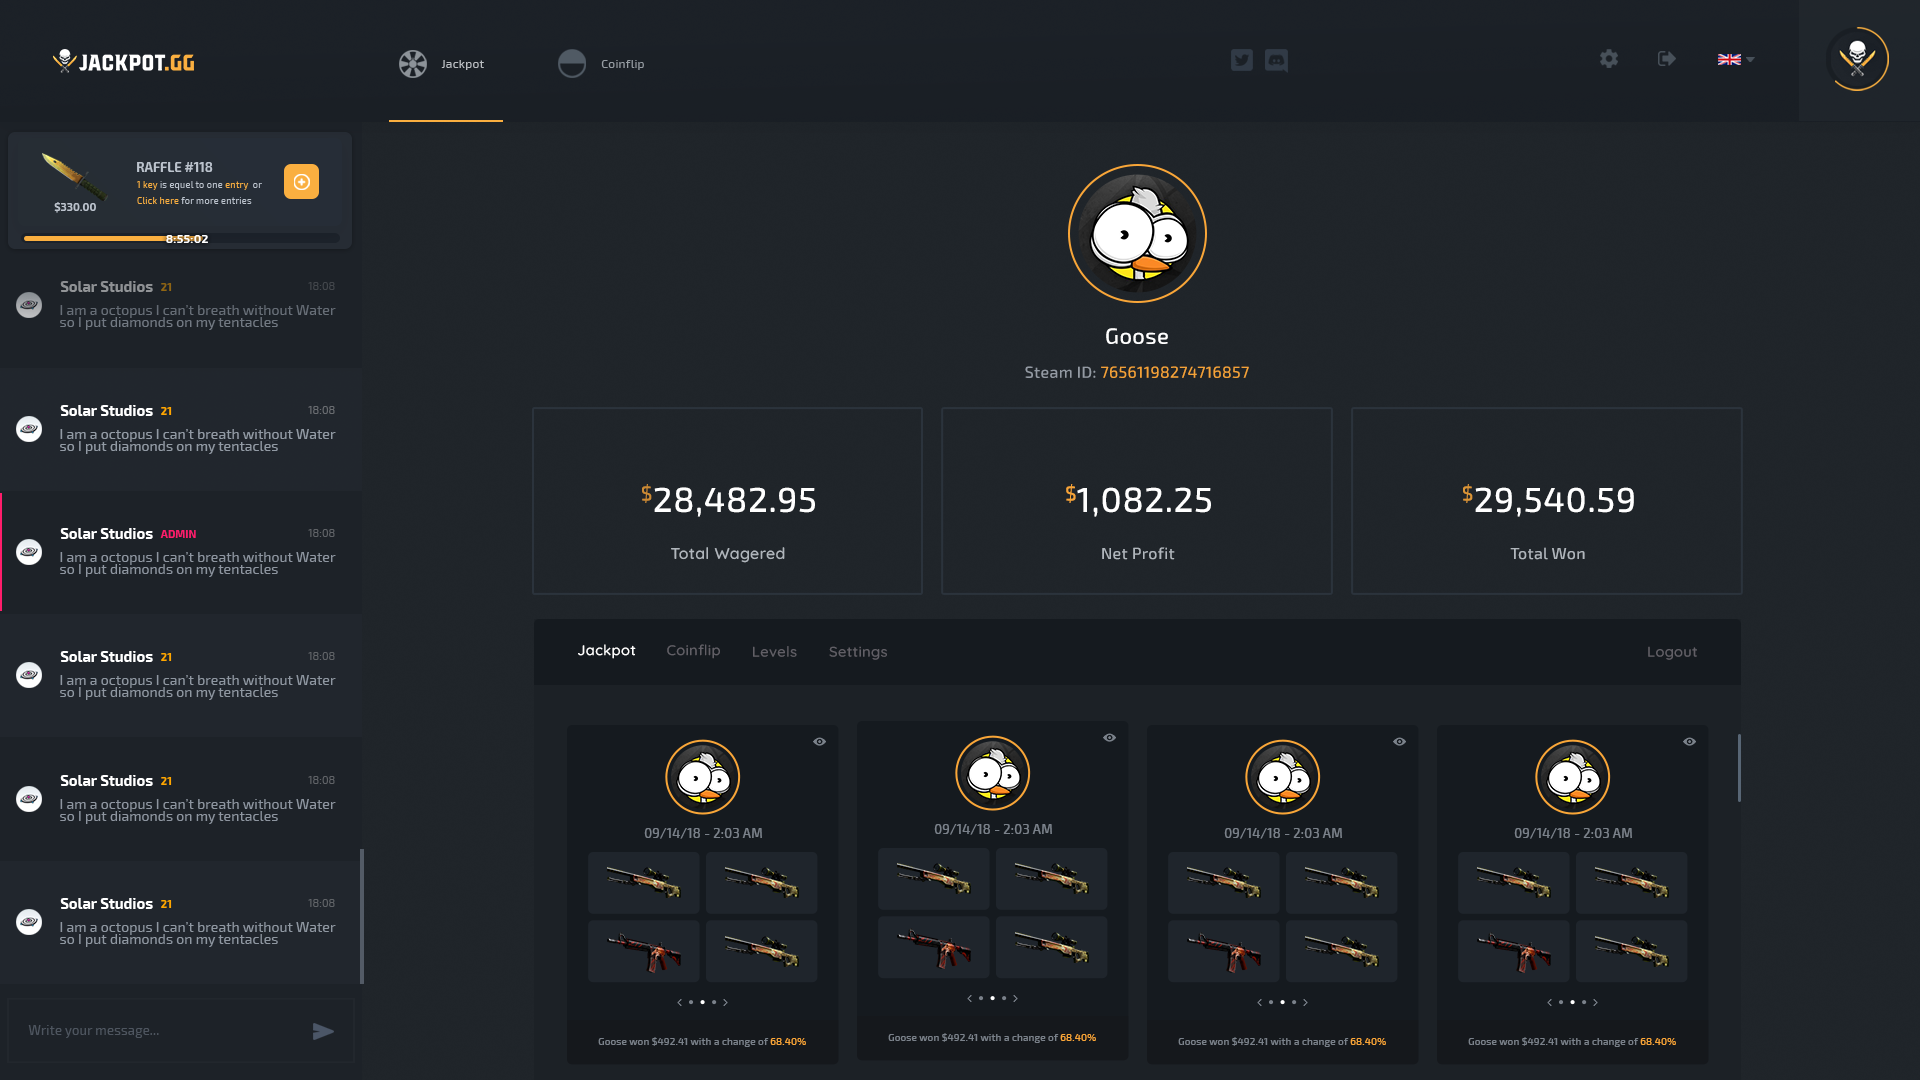 JACKPOT.GG
Jackpot
Coinflip
RAFFLE #118
1 key is equal to one entry or
Click here for more entries
$330.00
8:55:02
Solar Studios 21 18:08
I am a octopus I can't breath without Water
so I put diamonds on my tentacles
Solar Studios 21 18:08
I am a octopus I can't breath without Water
so I put diamonds on my tentacles
Solar Studios ADMIN 18:08
I am a octopus I can't breath without Water
so I put diamonds on my tentacles
Solar Studios 21 18:08
I am a octopus I can't breath without Water
so I put diamonds on my tentacles
Solar Studios 21 18:08
I am a octopus I can't breath without Water
so I put diamonds on my tentacles
Solar Studios 21 18:08
I am a octopus I can't breath without Water
so I put diamonds on my tentacles
Write your message...
Goose
Steam ID: 76561198274716857
$28,482.95
Total Wagered
$1,082.25
Net Profit
$29,540.59
Total Won
Jackpot
Coinflip
Levels
Settings
Logout
09/14/18 - 2:03 AM
Goose won $492.41 with a change of 68.40%
09/14/18 - 2:03 AM
Goose won $492.41 with a change of 68.40%
09/14/18 - 2:03 AM
Goose won $492.41 with a change of 68.40%
09/14/18 - 2:03 AM
Goose won $492.41 with a change of 68.40%